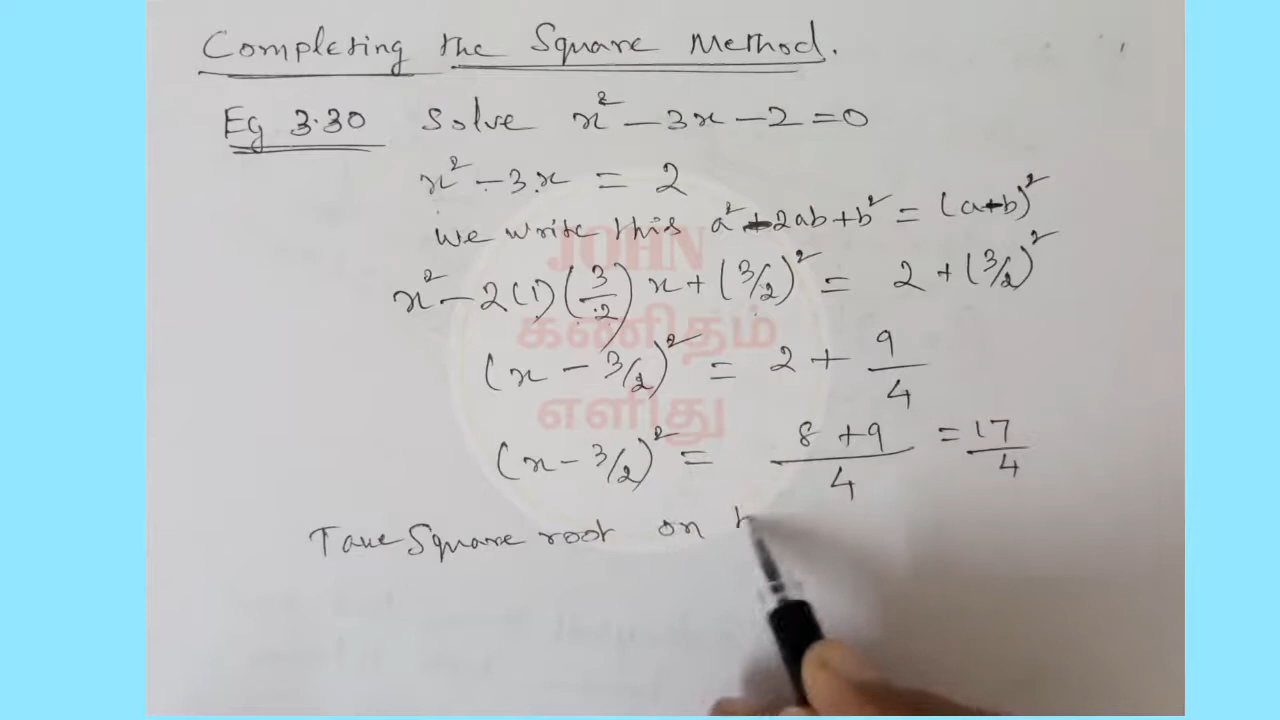 Completing the Square Method.
Eg 3.30 Solve x² - 3x - 2 = 0
x² - 3x = 2
We write this a² + 2ab + b² = (a+b)²
x² - 2(1)(3/2)x + (3/2)² = 2 + (3/2)²
(x - 3/2)² = 2 + 9/4
(x - 3/2)² = 8+9/4 = 17/4
Take Square root on
JOHN
கணிதம்
எளிது